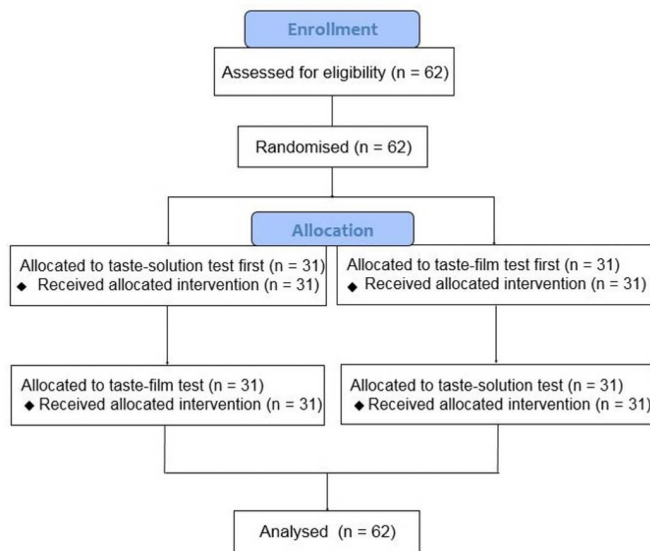 Enrollment
Assessed for eligibility (n = 62)
Randomised (n = 62)
Allocation
Allocated to taste-solution test first (n = 31)
◆ Received allocated intervention (n = 31)
Allocated to taste-film test first (n = 31)
◆ Received allocated intervention (n = 31)
Allocated to taste-film test (n = 31)
◆ Received allocated intervention (n = 31)
Allocated to taste-solution test (n = 31)
◆ Received allocated intervention (n = 31)
Analysed (n = 62)